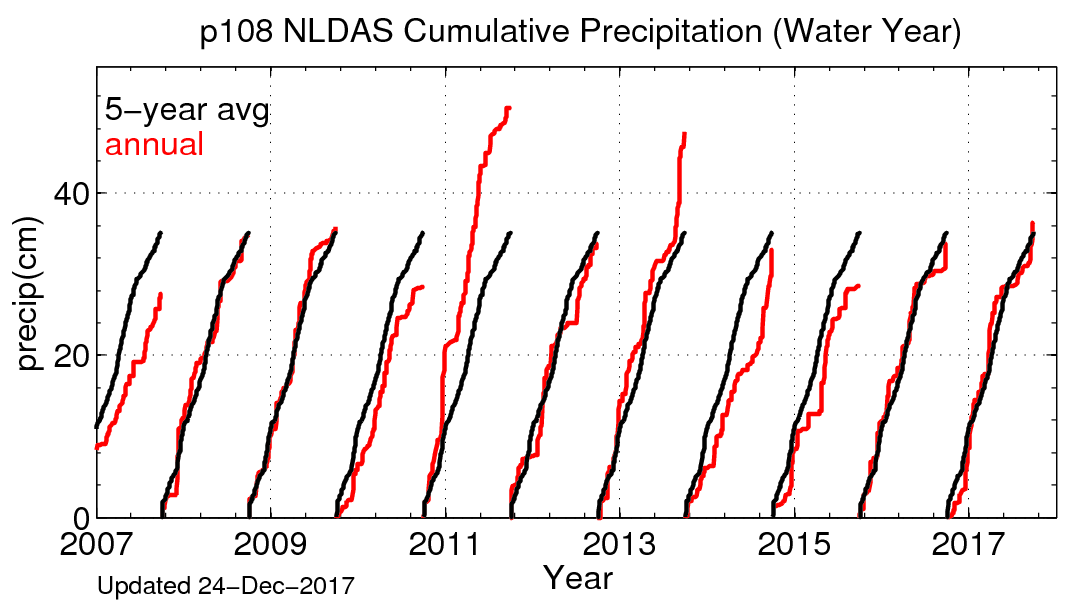 p108 NLDAS Cumulative Precipitation (Water Year)
5−year avg
annual
precip(cm)
40
20
0
2007 2009 2011 2013 2015 2017
Year
Updated 24−Dec−2017